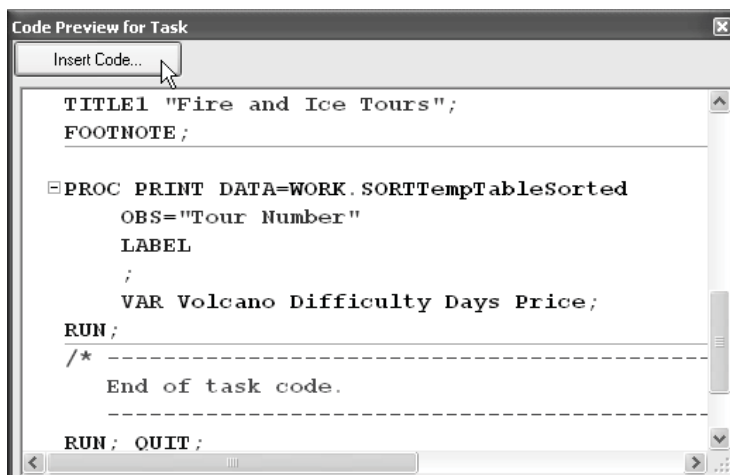 Code Preview for Task
Insert Code...
TITLE1 "Fire and Ice Tours";
FOOTNOTE;
PROC PRINT DATA=WORK.SORTTempTableSorted
OBS="Tour Number"
LABEL
;
VAR Volcano Difficulty Days Price;
RUN;
/* -------------------------------------------
End of task code.
-------------------------------------------
RUN; QUIT;